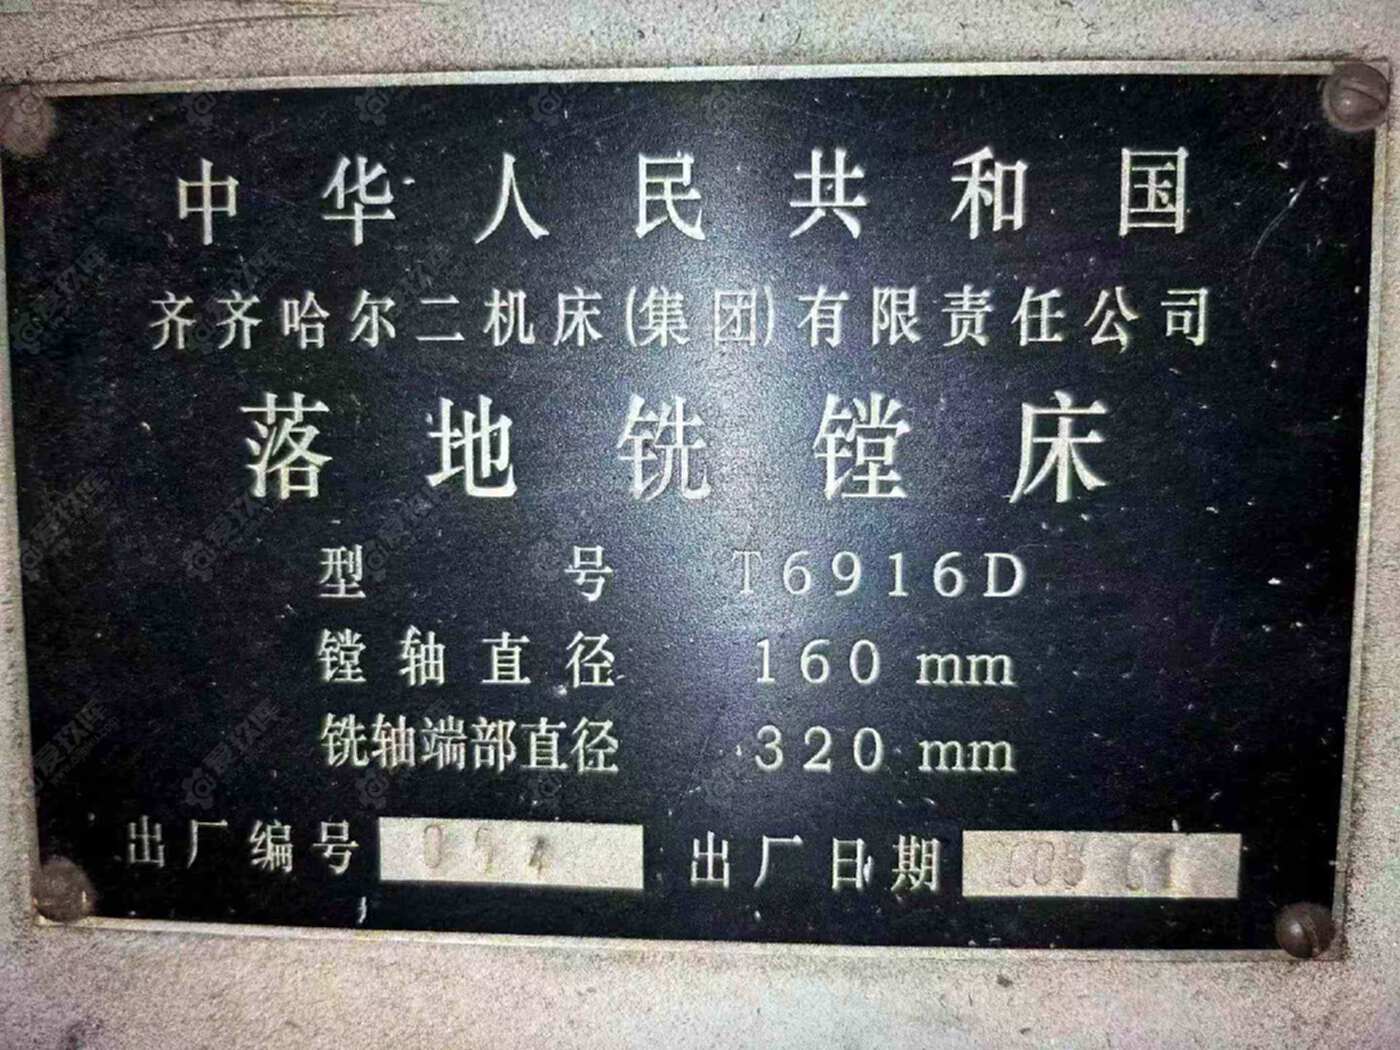 中华人民共和国
齐齐哈尔二机床(集团)有限责任公司
落地铣镗床
型号 T6916D
镗轴直径 160 mm
铣轴端部直径 320 mm
出厂编号 出厂日期